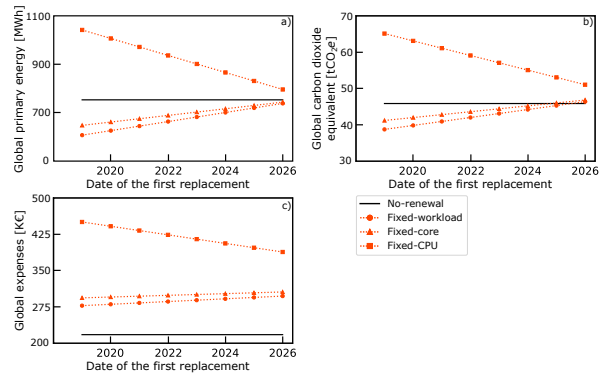 a)
Global primary energy [MWh]
1100
900
700
0
2020
2022
2024
2026
Date of the first replacement
b)
Global carbon dioxide
equivalent [tCO₂e]
70
60
50
40
30
2020
2022
2024
2026
Date of the first replacement
c)
Global expenses [K€]
500
425
350
275
200
2020
2022
2024
2026
Date of the first replacement
No-renewal
Fixed-workload
Fixed-core
Fixed-CPU